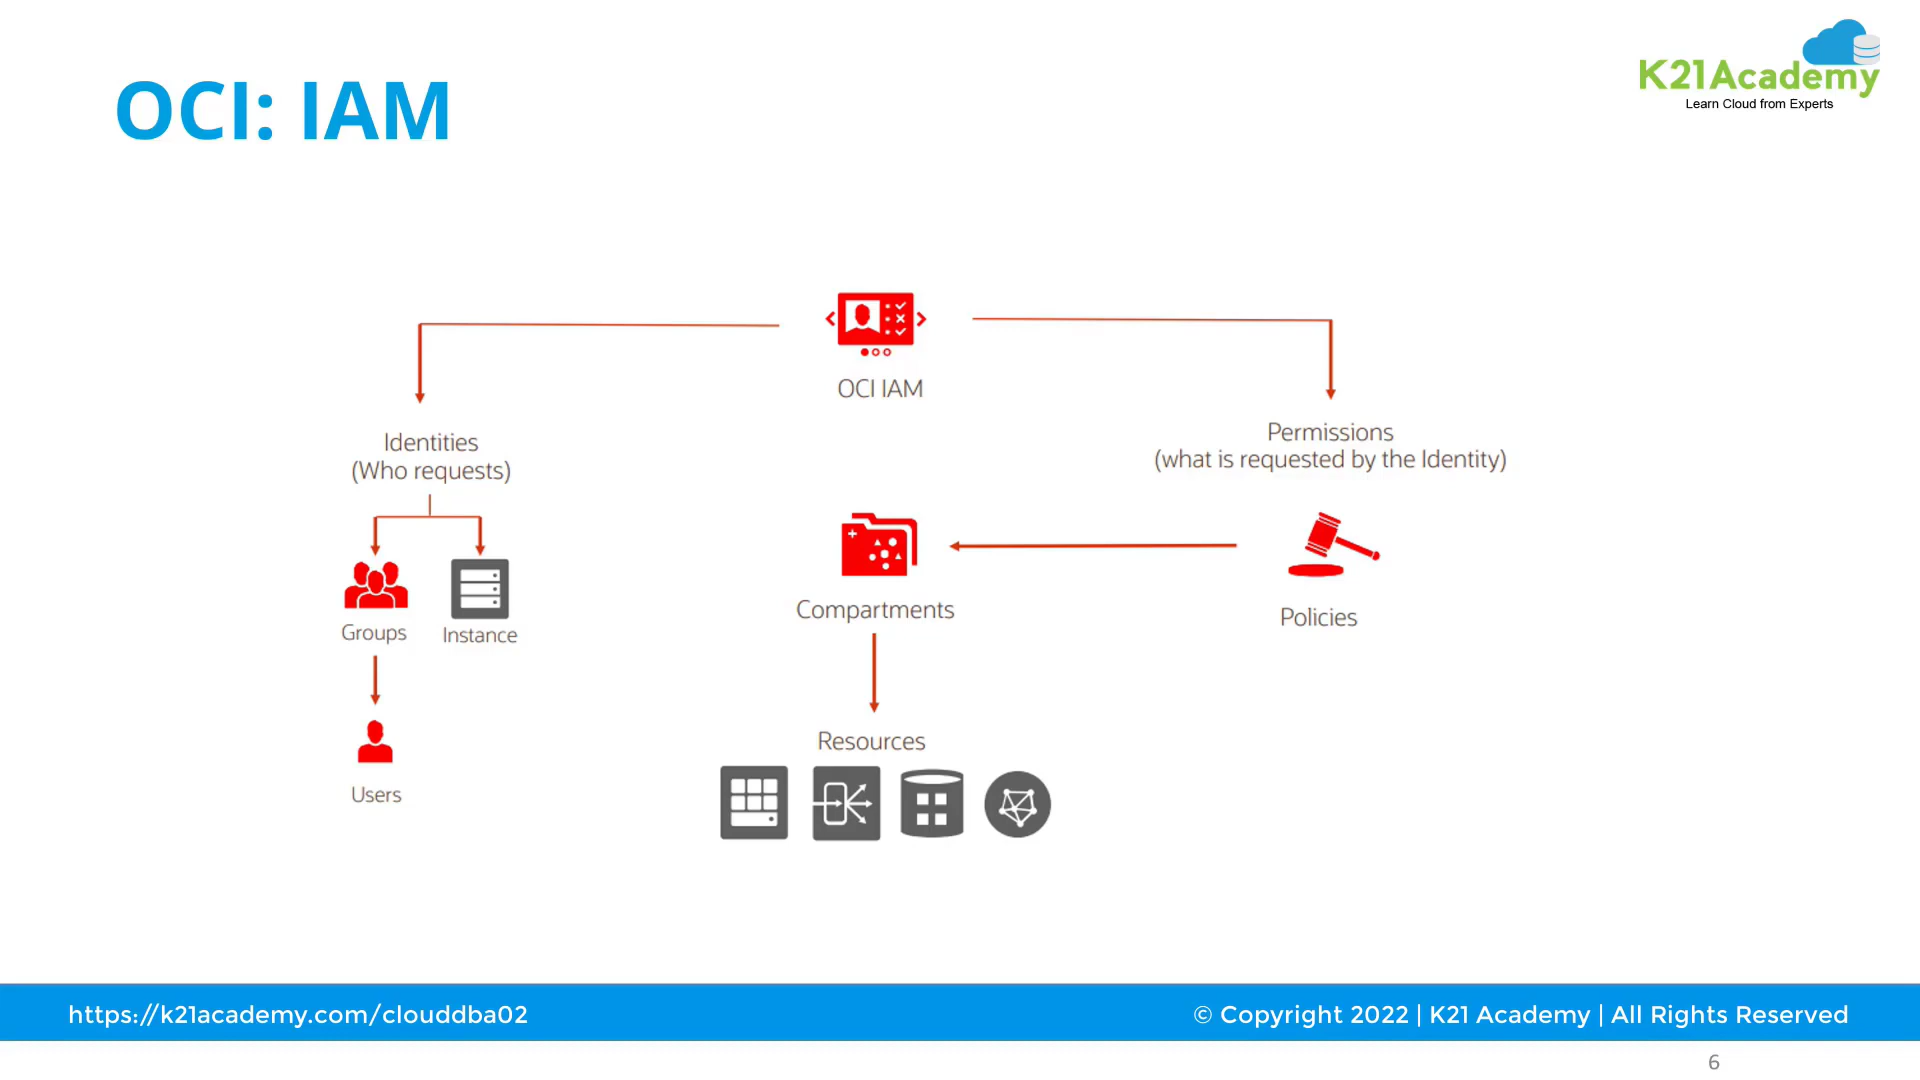 OCI: IAM
K21Academy
Learn Cloud from Experts
OCI IAM
Identities
(Who requests)
Permissions
(what is requested by the Identity)
Groups
Instance
Compartments
Policies
Users
Resources
https://k21academy.com/clouddba02
© Copyright 2022 | K21 Academy | All Rights Reserved
6